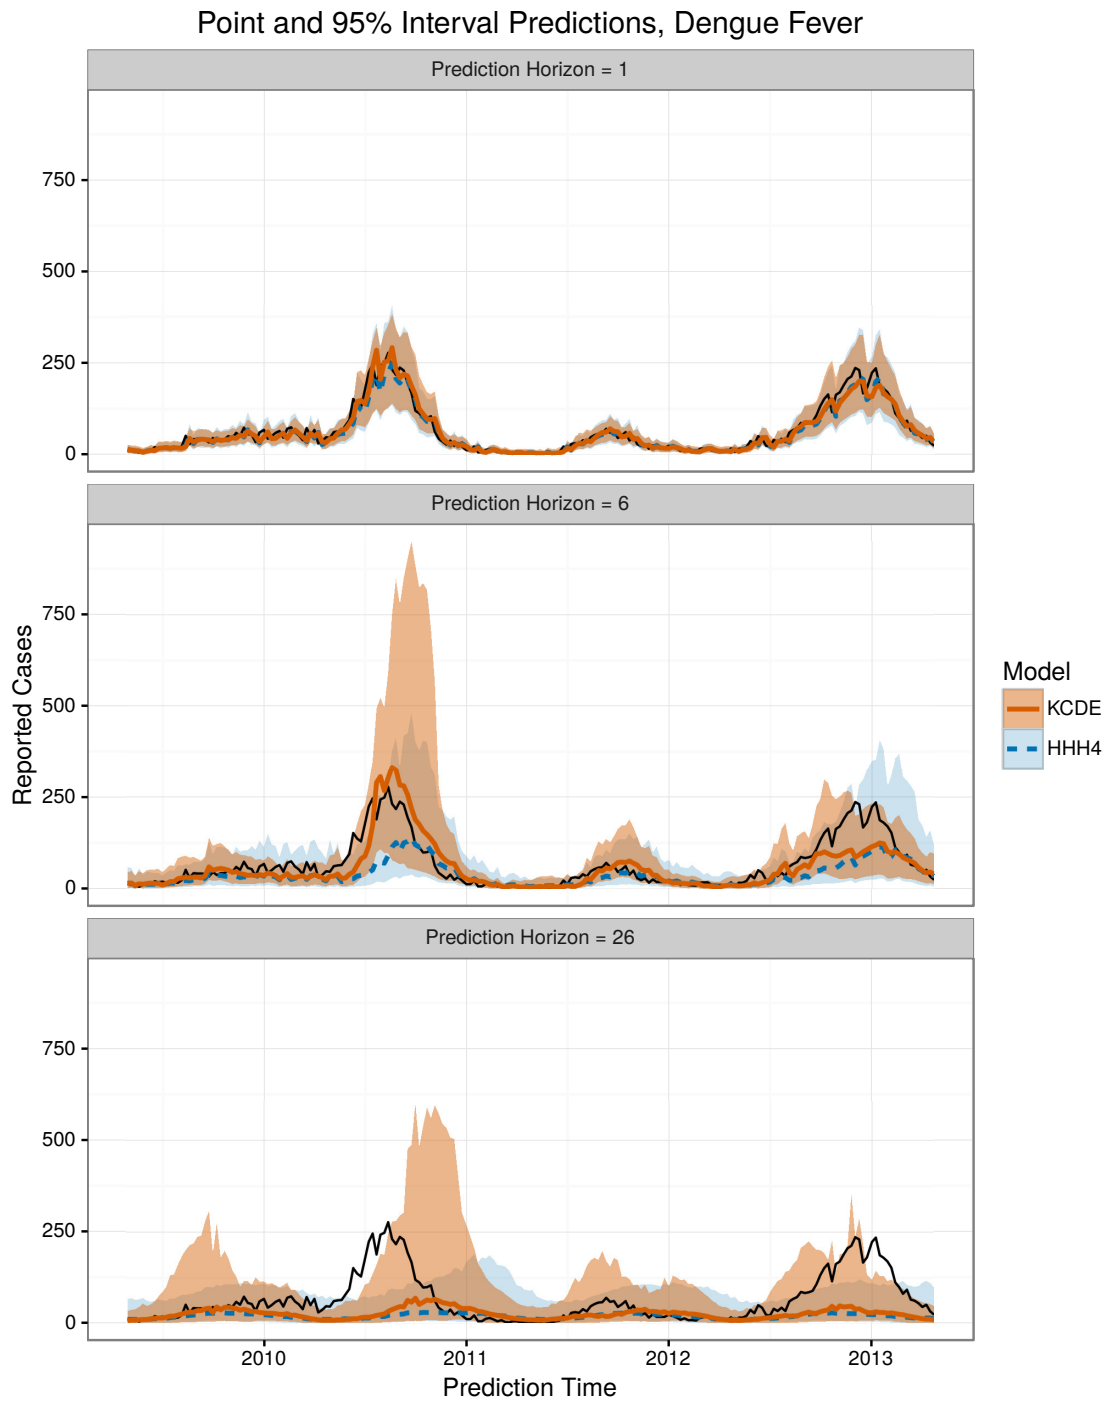 Point and 95% Interval Predictions, Dengue Fever
Prediction Horizon = 1
750
500
250
0
Prediction Horizon = 6
750
500
250
0
Reported Cases
Model
KCDE
HHH4
Prediction Horizon = 26
750
500
250
0
2010 2011 2012 2013
Prediction Time